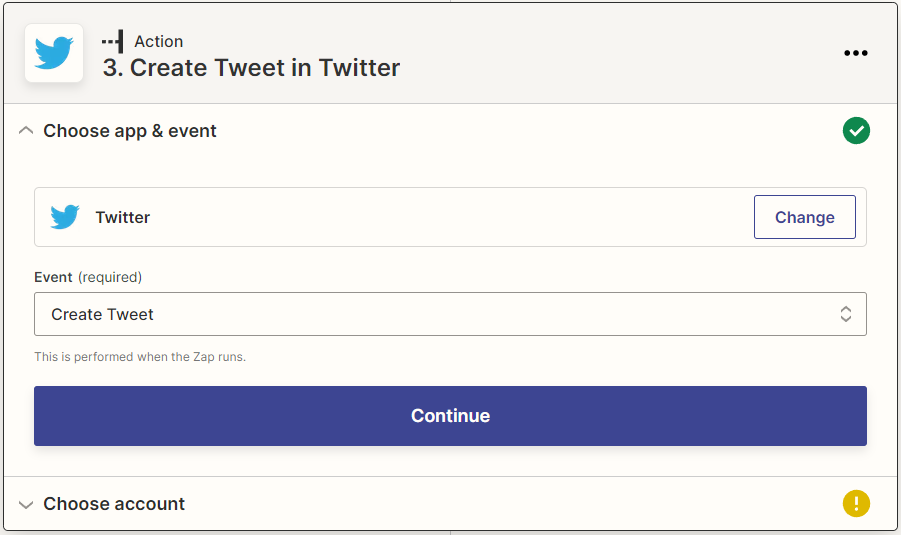 Action
3. Create Tweet in Twitter
Choose app & event
Twitter
Change
Event (required)
Create Tweet
This is performed when the Zap runs.
Continue
Choose account